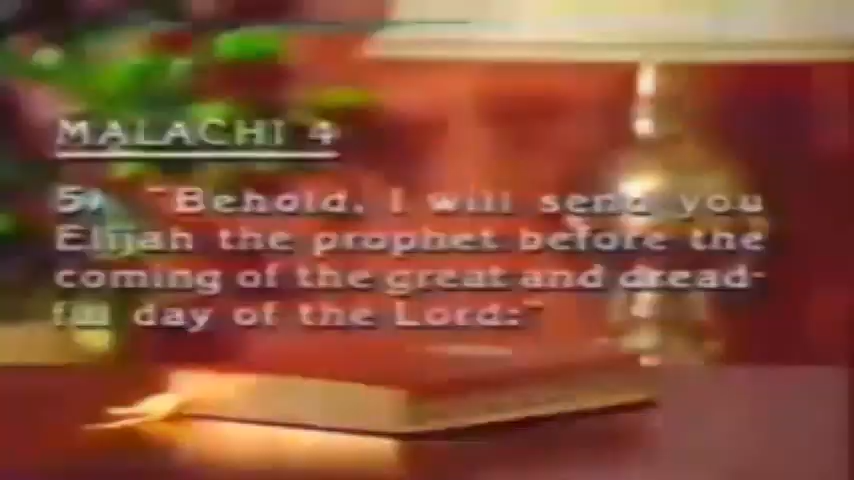 MALACHI 4
5) "Behold, I will send you
Elijah the prophet before the
coming of the great and dread-
ful day of the Lord:"